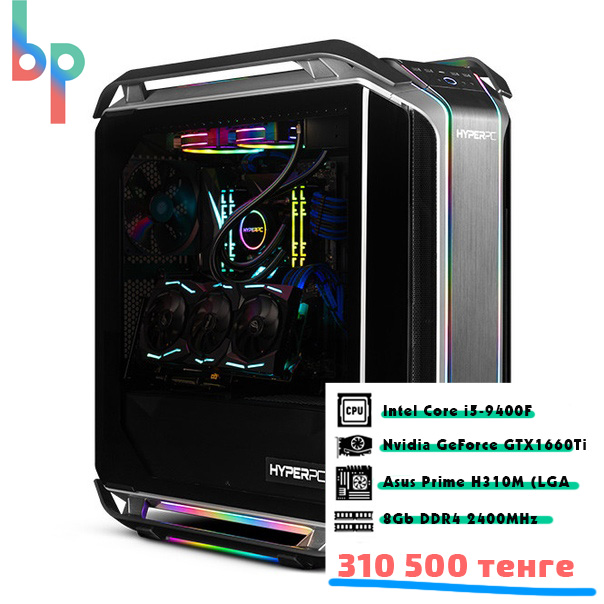 bp
HYPERPC
HYPERPC
HYPERPC
CPU
Intel Core i5-9400F
Nvidia GeForce GTX1660Ti
Asus Prime H310M (LGA
8Gb DDR4 2400MHz
310 500 тенге